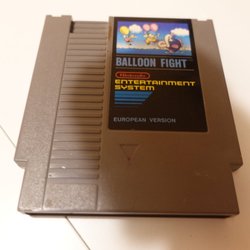 BALLOON FIGHT
Nintendo
ENTERTAINMENT
SYSTEM
EUROPEAN VERSION